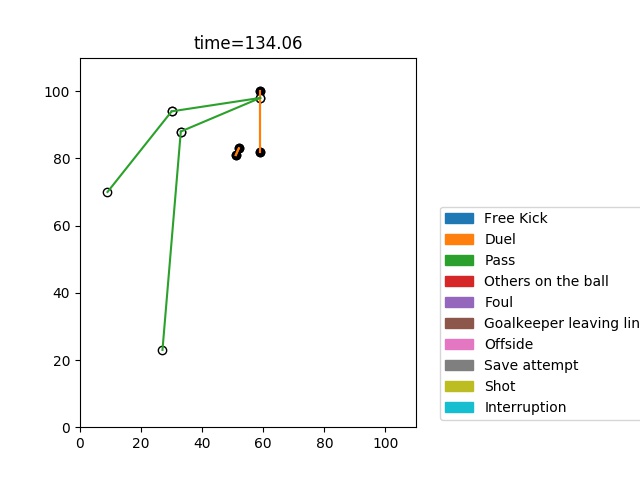 time=134.06
100
80
60
40
20
0
0 20 40 60 80 100
Free Kick
Duel
Pass
Others on the ball
Foul
Goalkeeper leaving lin
Offside
Save attempt
Shot
Interruption